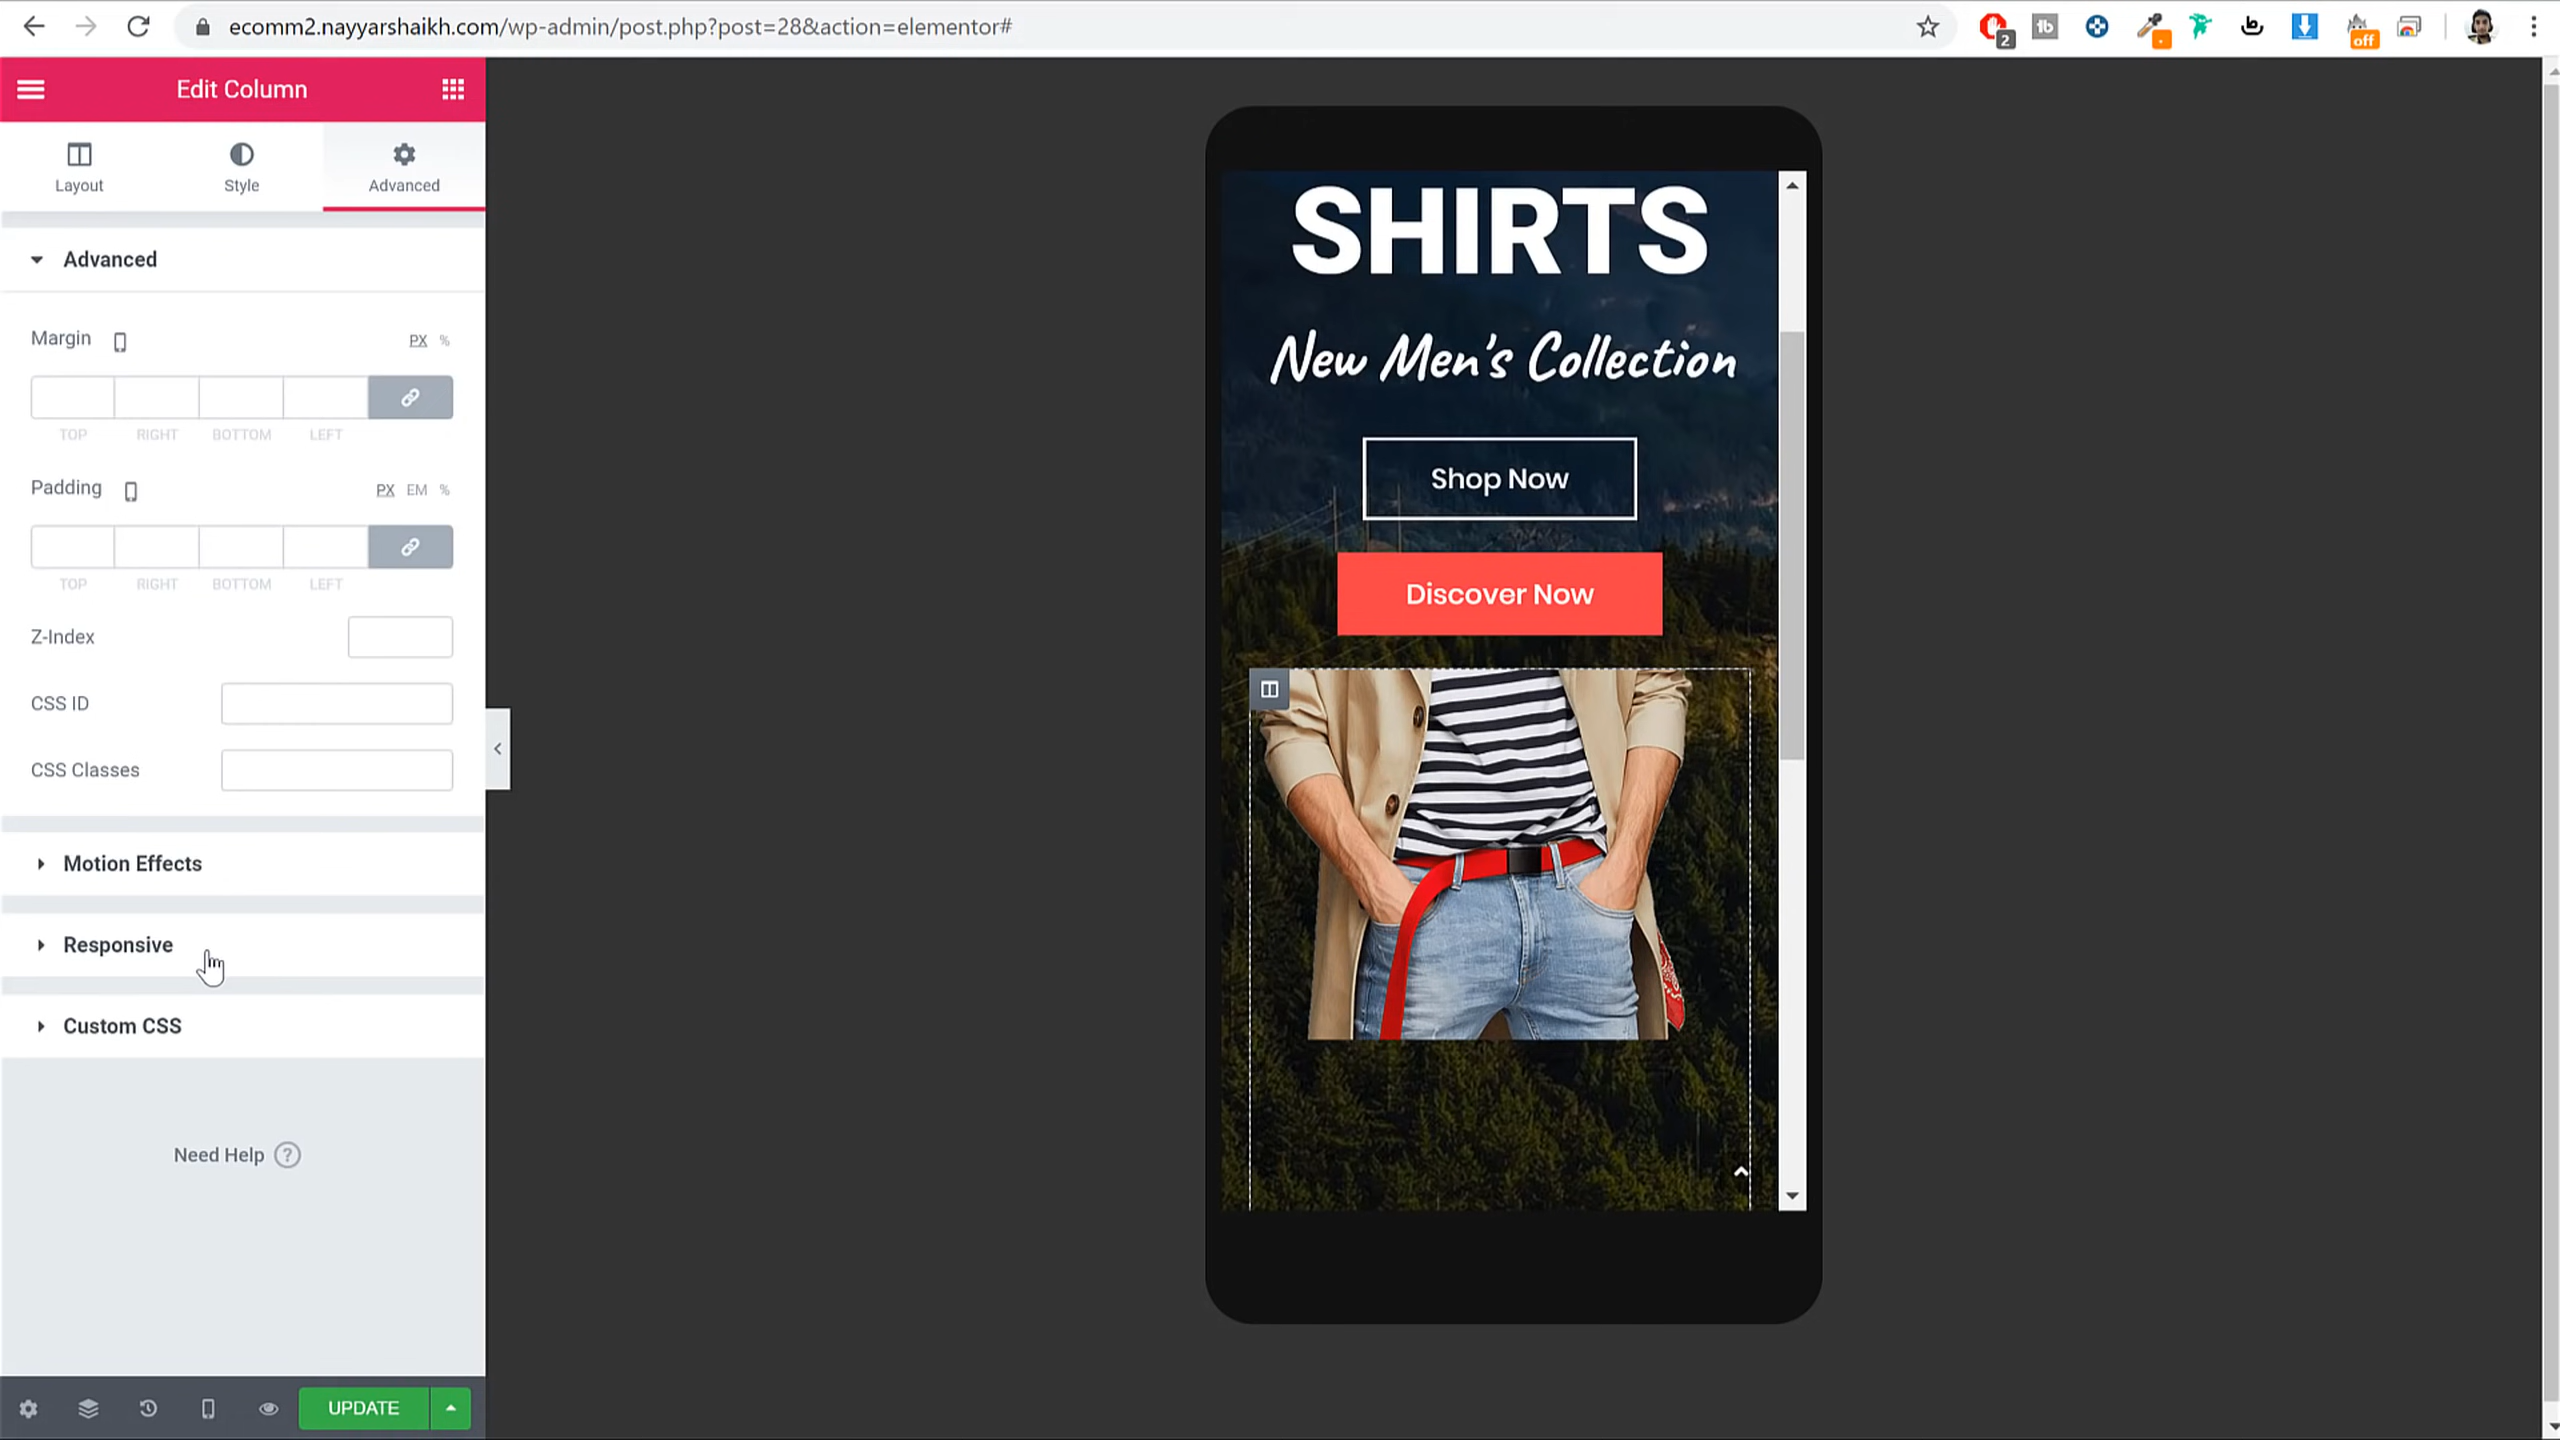 ecomm2.nayyarshaikh.com/wp-admin/post.php?post=28&action=elementor#
2
off
Edit Column
Layout
Style
Advanced
Advanced
Margin
PX %
TOP RIGHT BOTTOM LEFT
Padding
PX EM %
TOP RIGHT BOTTOM LEFT
Z-Index
CSS ID
CSS Classes
Motion Effects
Responsive
Custom CSS
Need Help ?
UPDATE
SHIRTS
New Men's Collection
Shop Now
Discover Now